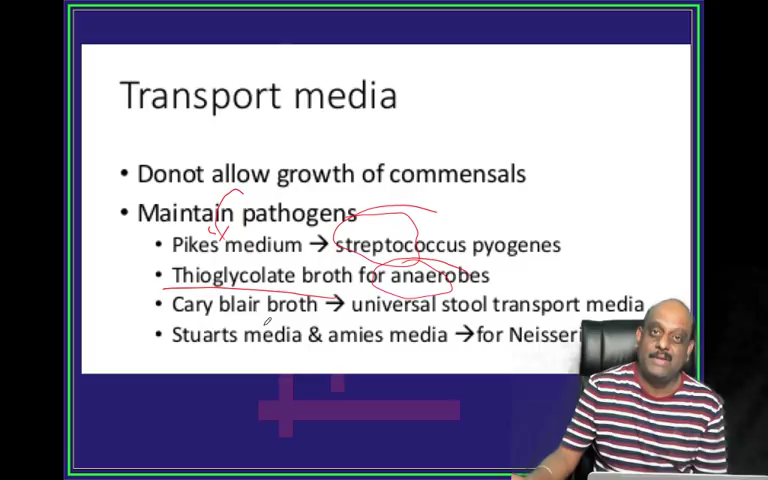 Transport media
• Donot allow growth of commensals
• Maintain pathogens
• Pikes medium → streptococcus pyogenes
• Thioglycolate broth for anaerobes
• Cary blair broth → universal stool transport media
• Stuarts media & amies media →for Neisseri